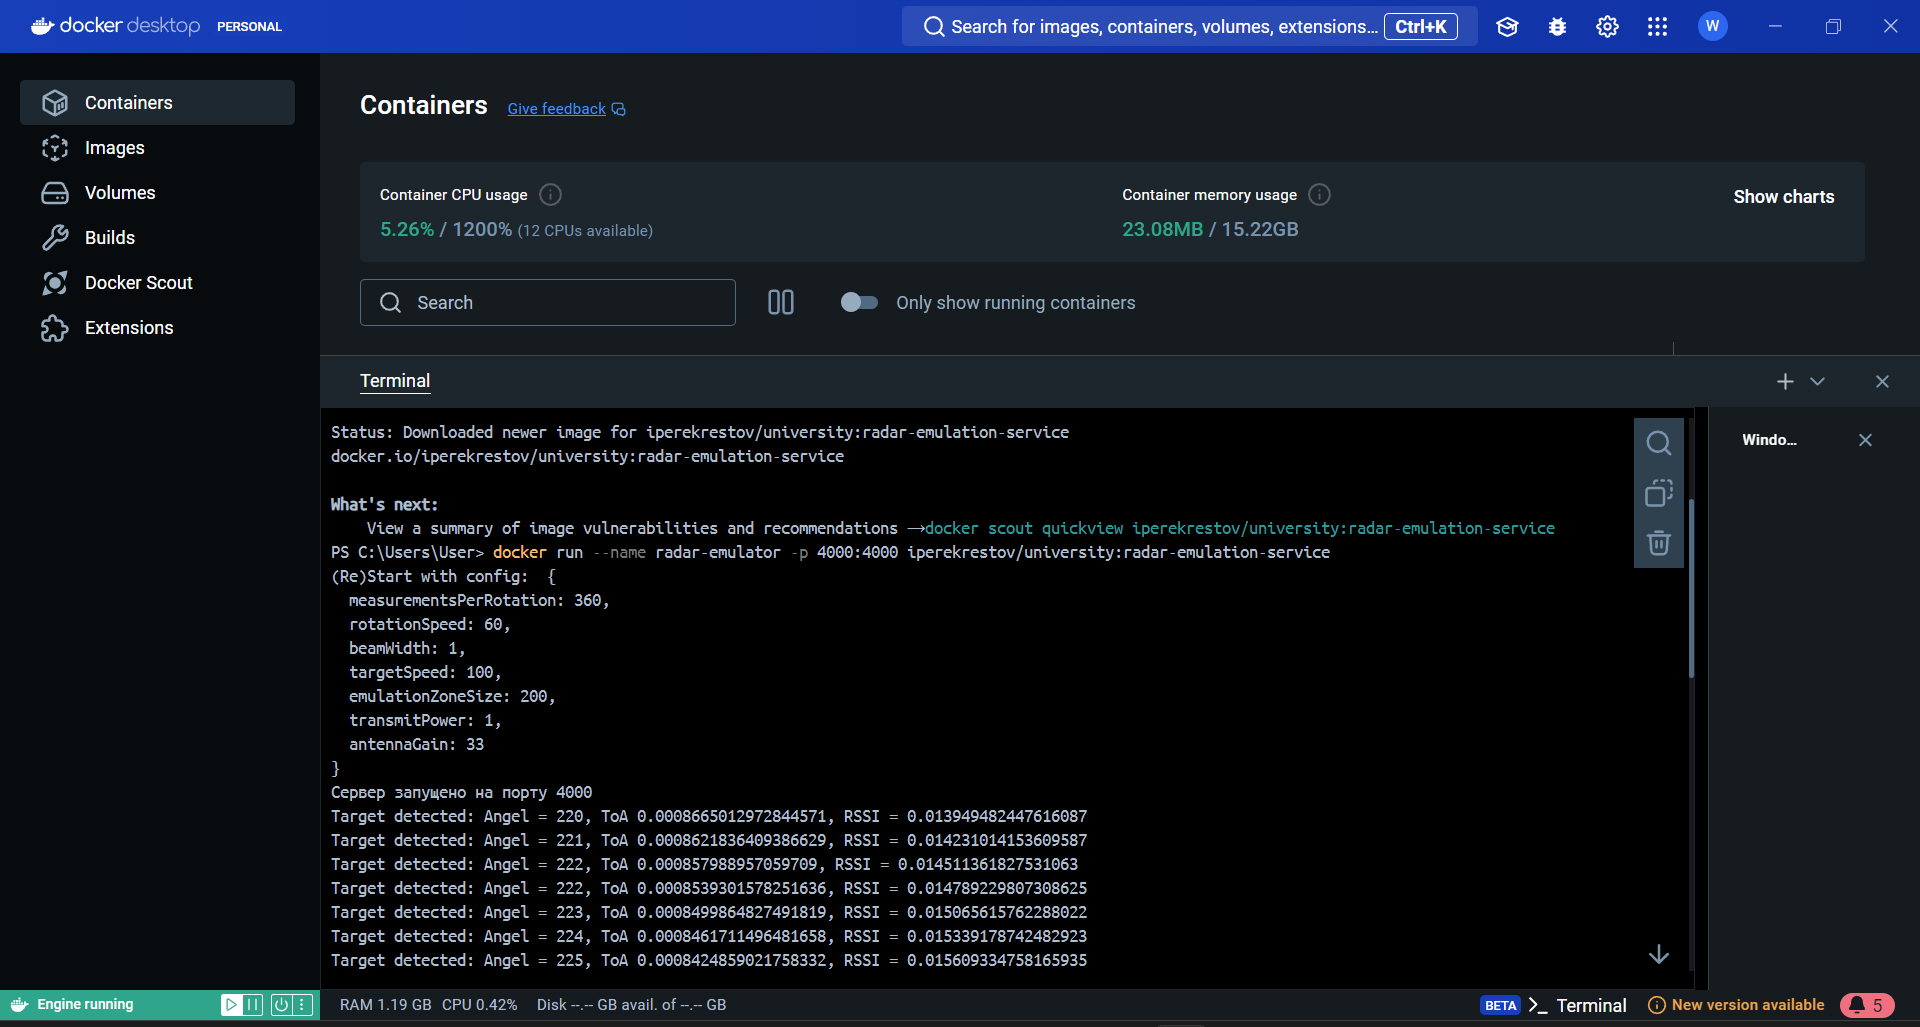 docker desktop PERSONAL
Search for images, containers, volumes, extensions... Ctrl+K
W
Containers
Images
Volumes
Builds
Docker Scout
Extensions
Containers Give feedback
Container CPU usage
5.26% / 1200% (12 CPUs available)
Container memory usage
23.08MB / 15.22GB
Show charts
Search
Only show running containers
Terminal
Status: Downloaded newer image for iperekrestov/university:radar-emulation-service
docker.io/iperekrestov/university:radar-emulation-service
What's next:
View a summary of image vulnerabilities and recommendations →docker scout quickview iperekrestov/university:radar-emulation-service
PS C:\Users\User> docker run --name radar-emulator -p 4000:4000 iperekrestov/university:radar-emulation-service
(Re)Start with config:  {
measurementsPerRotation: 360,
rotationSpeed: 60,
beamWidth: 1,
targetSpeed: 100,
emulationZoneSize: 200,
transmitPower: 1,
antennaGain: 33
}
Сервер запущено на порту 4000
Target detected: Angel = 220, ToA 0.0008665012972844571, RSSI = 0.013949482447616087
Target detected: Angel = 221, ToA 0.0008621836409386629, RSSI = 0.014231014153609587
Target detected: Angel = 222, ToA 0.000857988957059709, RSSI = 0.014511361827531063
Target detected: Angel = 222, ToA 0.0008539301578251636, RSSI = 0.014789229807308625
Target detected: Angel = 223, ToA 0.0008499864827491819, RSSI = 0.015065615762288022
Target detected: Angel = 224, ToA 0.0008461711496481658, RSSI = 0.015339178742482923
Target detected: Angel = 225, ToA 0.0008424859021758332, RSSI = 0.015609334758165935
Windo...
Engine running
RAM 1.19 GB CPU 0.42% Disk --.-- GB avail. of --.-- GB
BETA >_ Terminal
New version available
5